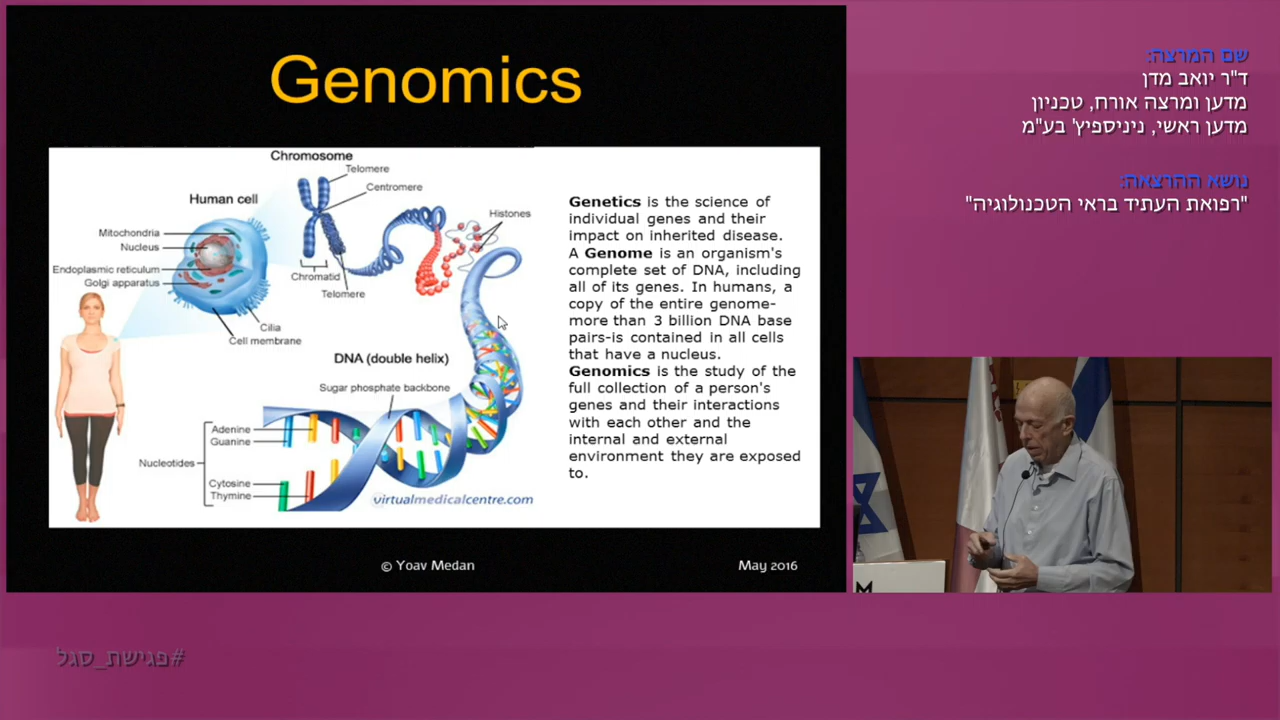 Genomics
Chromosome
Telomere
Centromere
Human cell
Histones
Mitochondria
Nucleus
Endoplasmic reticulum
Golgi apparatus
Chromatid
Telomere
Cilia
Cell membrane
DNA (double helix)
Sugar phosphate backbone
Adenine
Guanine
Nucleotides
Cytosine
Thymine
virtualmedicalcentre.com
Genetics is the science of
individual genes and their
impact on inherited disease.
A Genome is an organism's
complete set of DNA, including
all of its genes. In humans, a
copy of the entire genome-
more than 3 billion DNA base
pairs-is contained in all cells
that have a nucleus.
Genomics is the study of the
full collection of a person's
genes and their interactions
with each other and the
internal and external
environment they are exposed
to.
© Yoav Medan
May 2016
שם המרצה:
ד"ר יואב מדן
מדען ומרצה אורח, טכניון
מדען ראשי, ניניספיץ' בע"מ
נושא ההרצאה:
"רפואת העתיד בראי הטכנולוגיה"
M
#פגישת_סגל